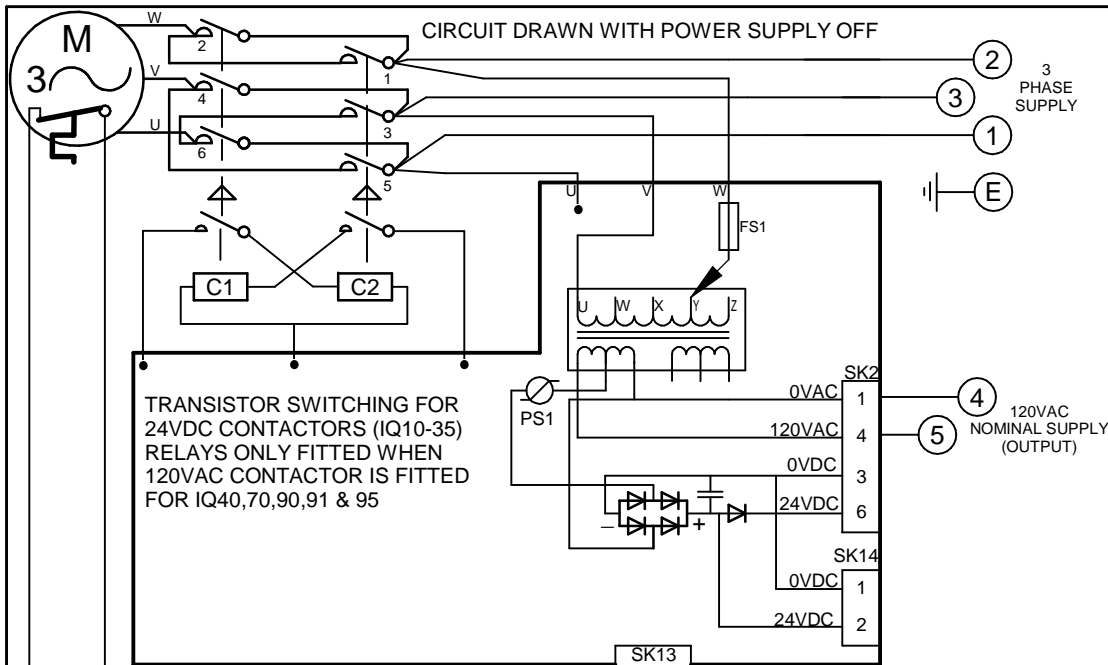 CIRCUIT DRAWN WITH POWER SUPPLY OFF
M
3
W
V
U
2
4
6
1
3
5
2
3
1
E
3
PHASE
SUPPLY
U
V
W
FS1
C1
C2
U
W
X
Y
Z
PS1
TRANSISTOR SWITCHING FOR
24VDC CONTACTORS (IQ10-35)
RELAYS ONLY FITTED WHEN
120VAC CONTACTOR IS FITTED
FOR IQ40,70,90,91 & 95
SK2
0VAC
1
120VAC
4
0VDC
3
24VDC
6
4
5
120VAC
NOMINAL SUPPLY
(OUTPUT)
–
+
SK14
0VDC
1
24VDC
2
SK13